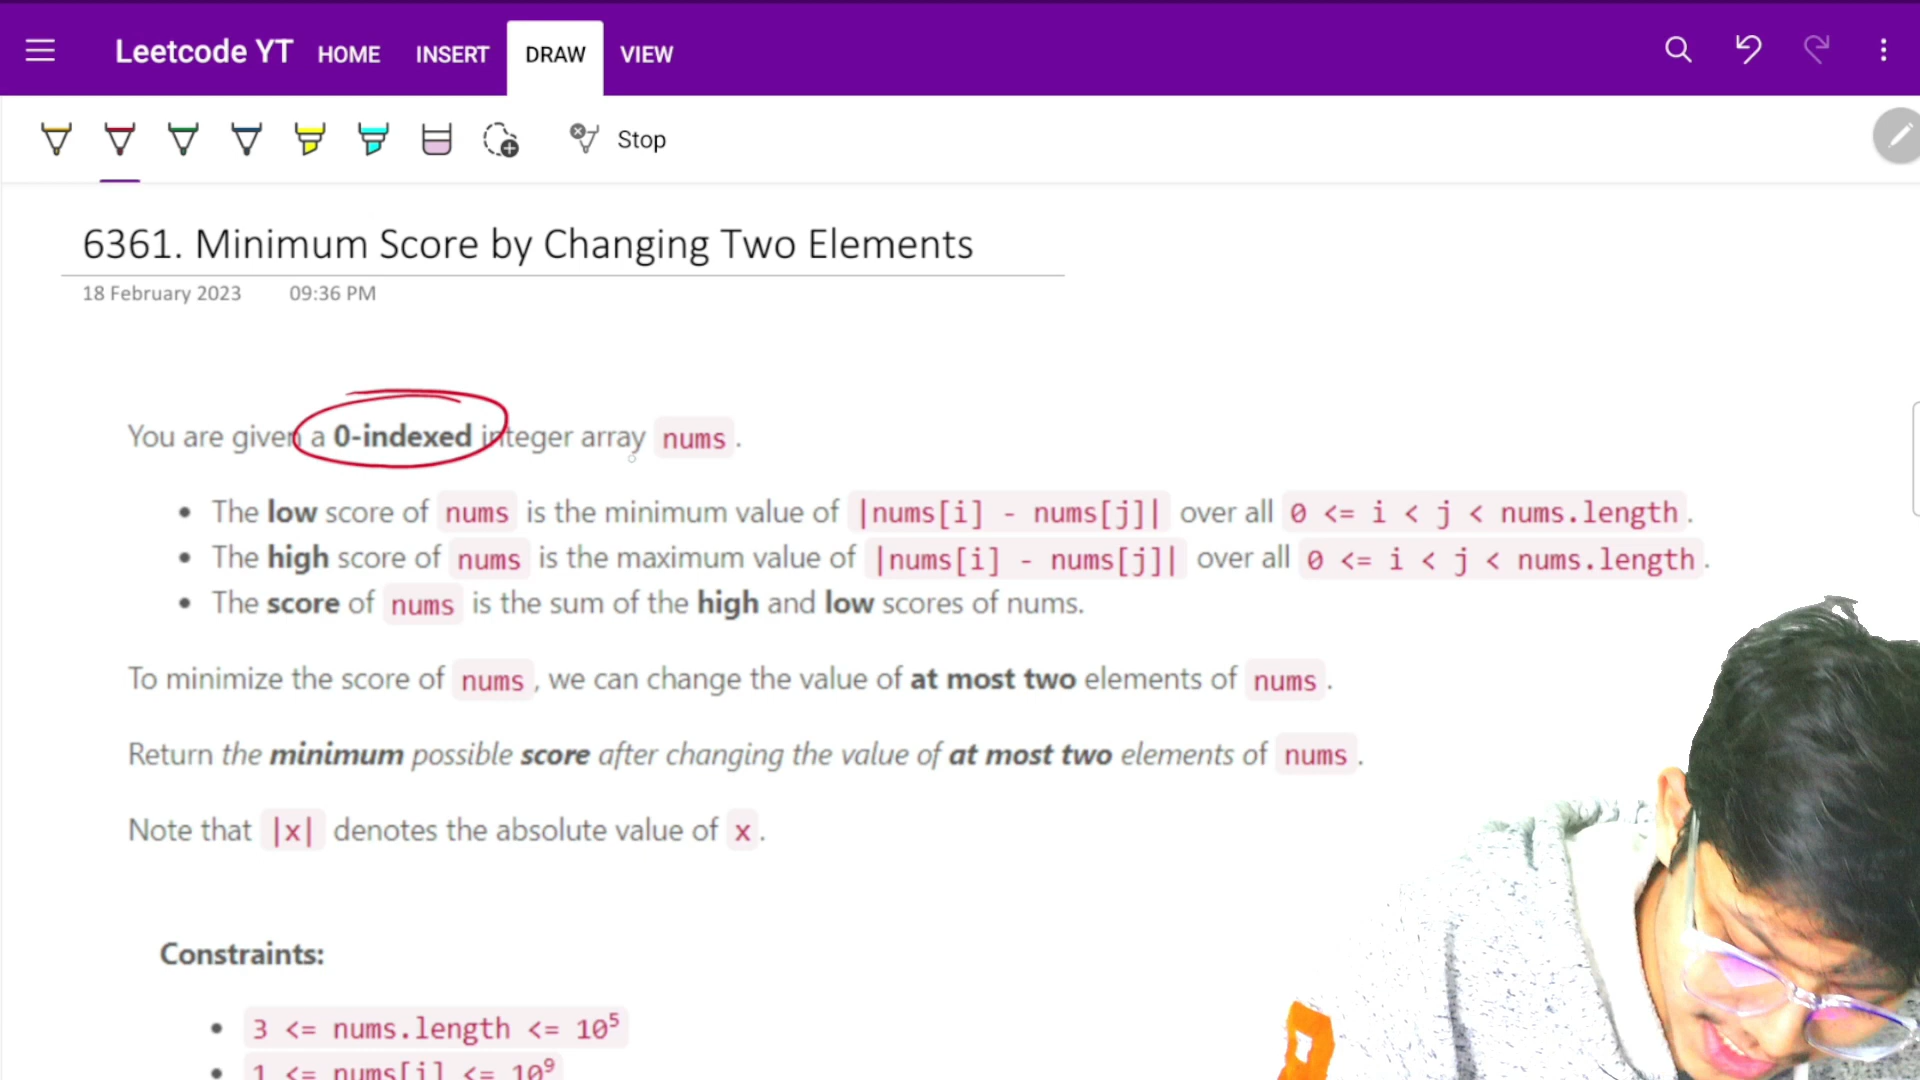 Leetcode YT HOME INSERT DRAW VIEW
Stop
6361. Minimum Score by Changing Two Elements
18 February 2023 09:36 PM
You are given a 0-indexed integer array nums.
• The low score of nums is the minimum value of |nums[i] - nums[j]| over all 0 <= i < j < nums.length.
• The high score of nums is the maximum value of |nums[i] - nums[j]| over all 0 <= i < j < nums.length.
• The score of nums is the sum of the high and low scores of nums.
To minimize the score of nums, we can change the value of at most two elements of nums.
Return the minimum possible score after changing the value of at most two elements of nums.
Note that |x| denotes the absolute value of x.
Constraints:
• 3 <= nums.length <= 10⁵
• 1 <= nums[i] <= 10⁹